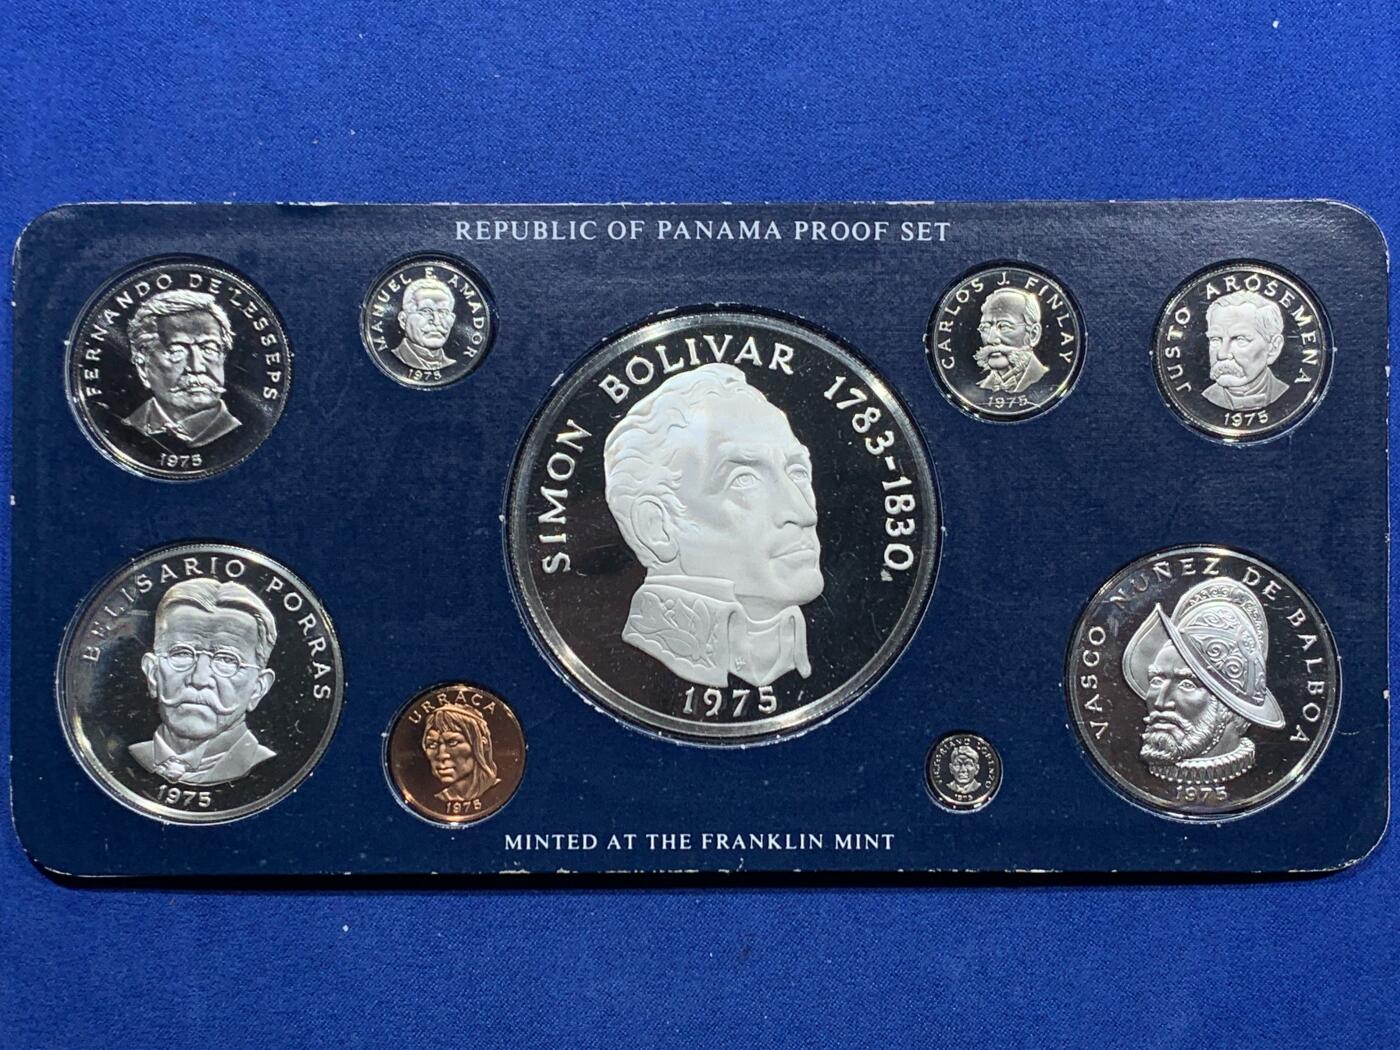 REPUBLIC OF PANAMA PROOF SET
FERNANDO DE LESSEPS
1975
MANUEL E. AMADOR
1975
SIMON BOLIVAR 1783-1830.
1975
CARLOS J. FINLAY
1975
JUSTO AROSEMENA
1975
BELISARIO PORRAS
1975
URRACA
1975
1975
VASCO NUÑEZ DE BALBOA
1975
MINTED AT THE FRANKLIN MINT